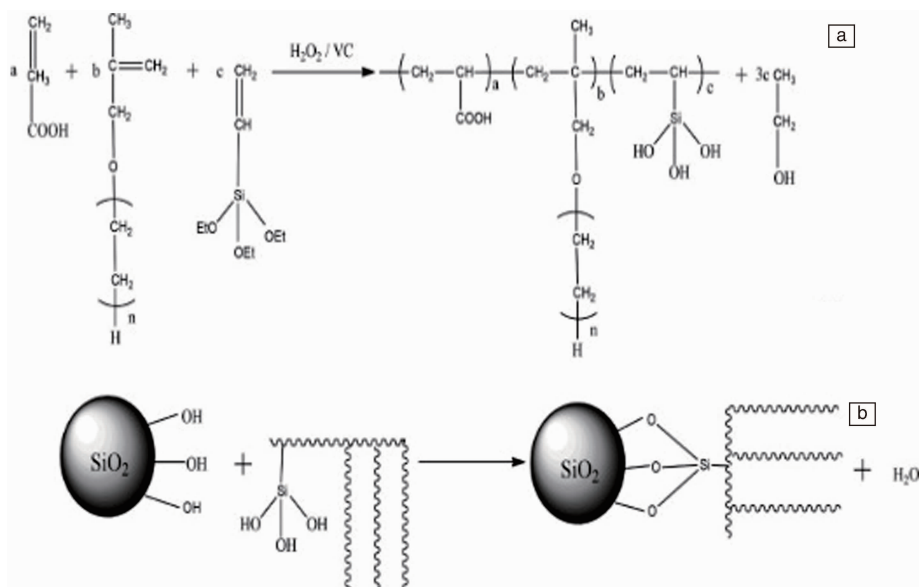 CH₂ CH₃ H₂O₂ / VC CH₃ a
a CH₃ + b C CH₂ + c CH₂ ( CH₂ CH )a ( CH₂ C )b ( CH₂ CH )c + 3c CH₃
COOH CH₂ CH COOH CH₂ Si CH₂
O Si O HO OH OH OH
( CH₂ EtO OEt OEt ( CH₂
CH₂ )n CH₂ )n
H H
b
SiO₂ OH OH OH + Si HO OH OH SiO₂ O O O Si + H₂O